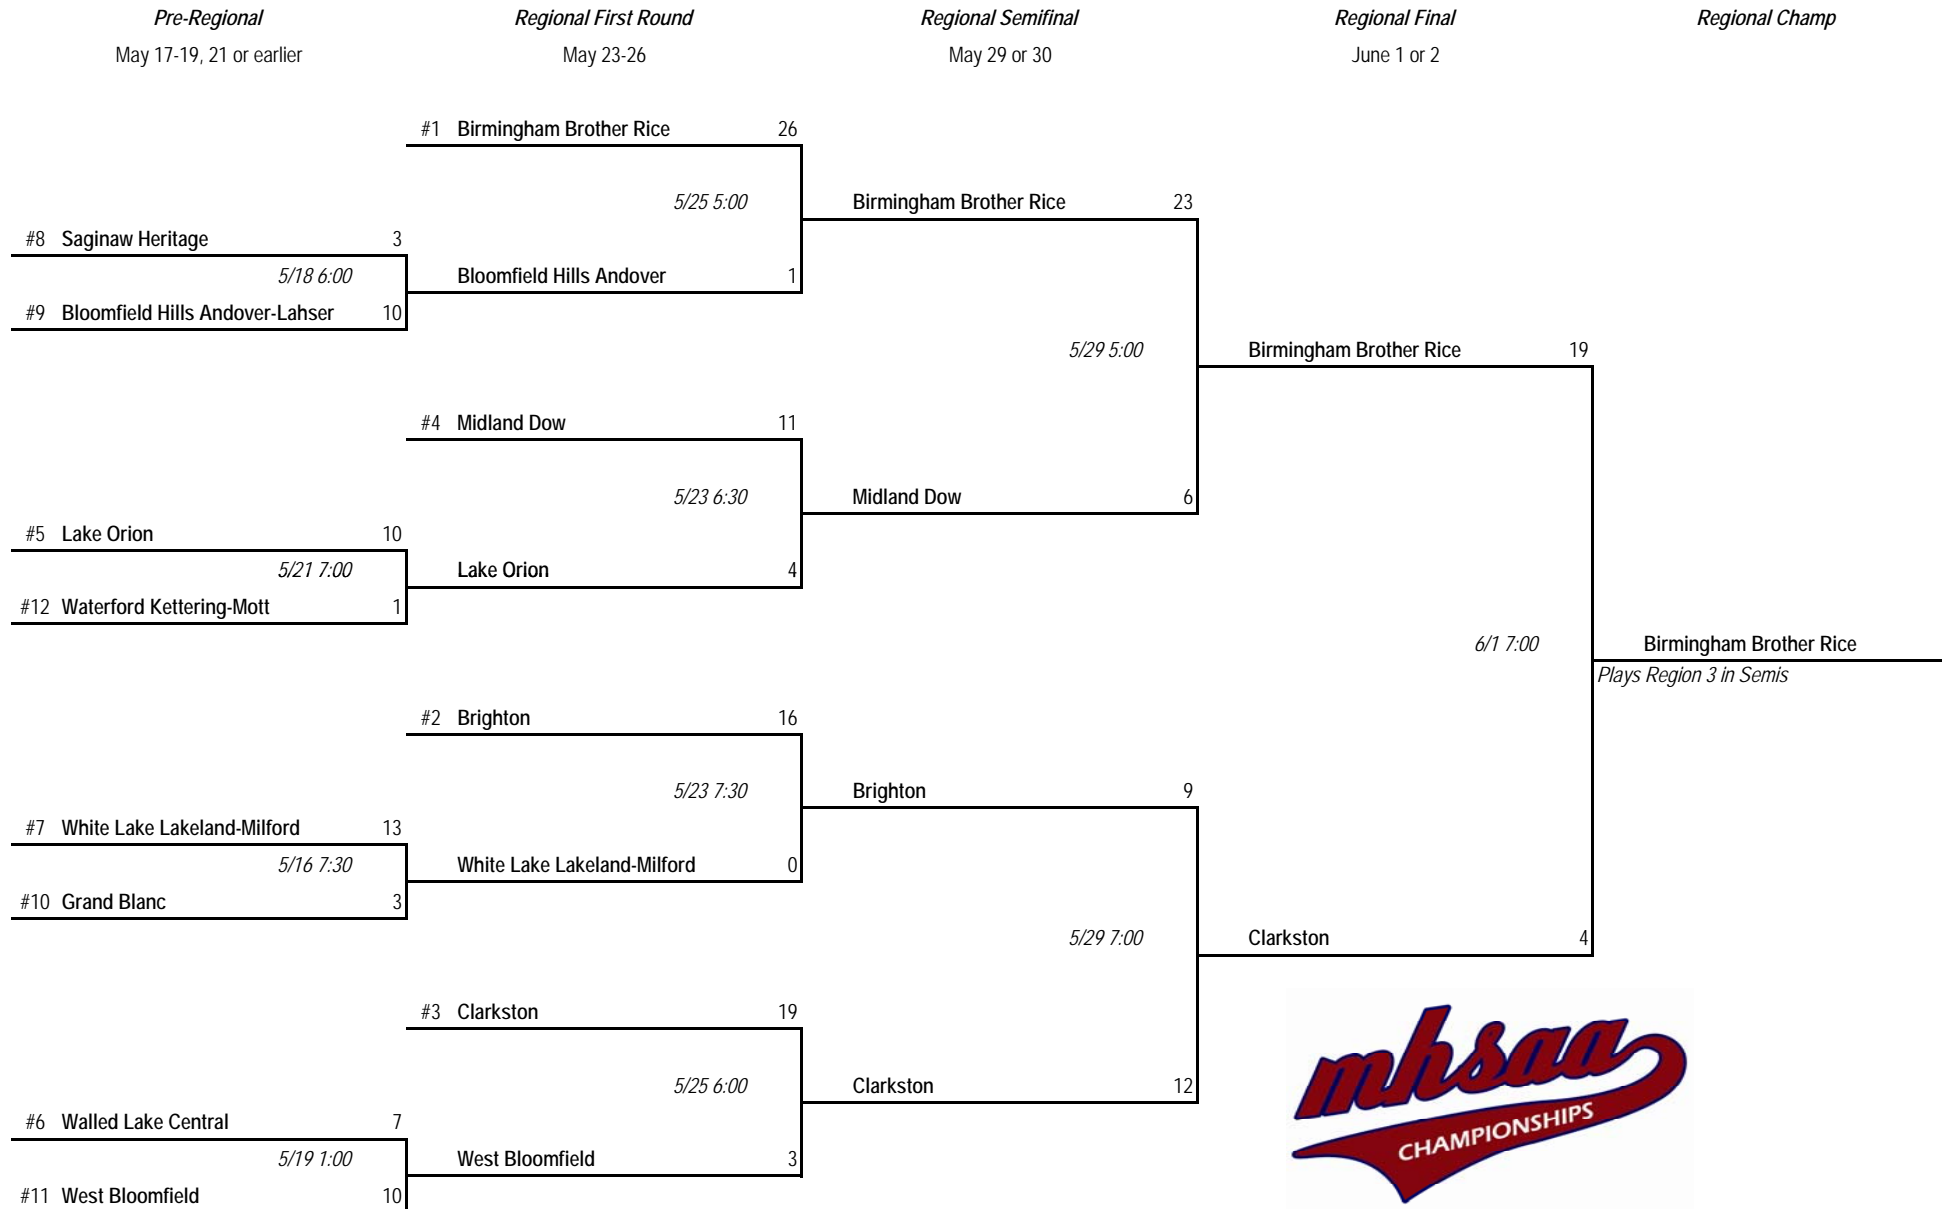 Pre-Regional Regional First Round Regional Semifinal Regional Final Regional Champ
May 17-19, 21 or earlier May 23-26 May 29 or 30 June 1 or 2
#1 Birmingham Brother Rice 26
5/25 5:00 Birmingham Brother Rice 23
#8 Saginaw Heritage 3
5/18 6:00 Bloomfield Hills Andover 1
#9 Bloomfield Hills Andover-Lahser 10
5/29 5:00 Birmingham Brother Rice 19
#4 Midland Dow 11
5/23 6:30 Midland Dow 6
#5 Lake Orion 10
5/21 7:00 Lake Orion 4
#12 Waterford Kettering-Mott 1
6/1 7:00 Birmingham Brother Rice
Plays Region 3 in Semis
#2 Brighton 16
5/23 7:30 Brighton 9
#7 White Lake Lakeland-Milford 13
5/16 7:30 White Lake Lakeland-Milford 0
#10 Grand Blanc 3
5/29 7:00 Clarkston 4
#3 Clarkston 19
5/25 6:00 Clarkston 12
mhsaa
CHAMPIONSHIPS
#6 Walled Lake Central 7
5/19 1:00 West Bloomfield 3
#11 West Bloomfield 10